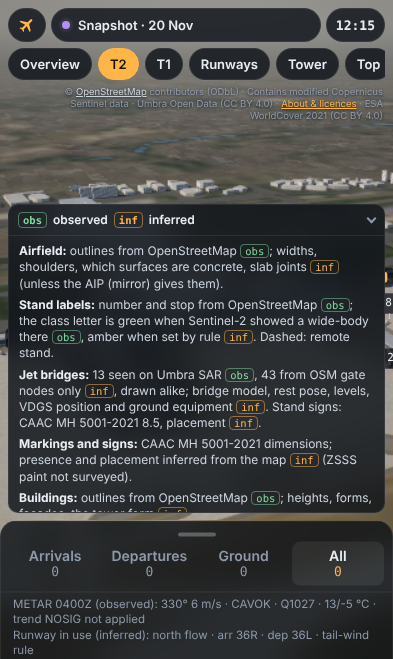 Snapshot · 20 Nov
12:15
Overview
T2
T1
Runways
Tower
Top
© OpenStreetMap contributors (ODbL) · Contains modified Copernicus
Sentinel data · Umbra Open Data (CC BY 4.0) · About & licences · ESA
WorldCover 2021 (CC BY 4.0)
obs observed inf inferred
Airfield: outlines from OpenStreetMap obs; widths,
shoulders, which surfaces are concrete, slab joints inf
(unless the AIP (mirror) gives them).
Stand labels: number and stop from OpenStreetMap obs;
the class letter is green when Sentinel-2 showed a wide-body
there obs, amber when set by rule inf. Dashed: remote
stand.
Jet bridges: 13 seen on Umbra SAR obs, 43 from OSM gate
nodes only inf, drawn alike; bridge model, rest pose, levels,
VDGS position and ground equipment inf. Stand signs:
CAAC MH 5001-2021 8.5, placement inf.
Markings and signs: CAAC MH 5001-2021 dimensions;
presence and placement inferred from the map inf (ZSSS
paint not surveyed).
Buildings: outlines from OpenStreetMap obs; heights, forms,
8
2
Arrivals
0
Departures
0
Ground
0
All
0
METAR 0400Z (observed): 330° 6 m/s · CAVOK · Q1027 · 13/-5 °C ·
trend NOSIG not applied
Runway in use (inferred): north flow · arr 36R · dep 36L · tail-wind
rule